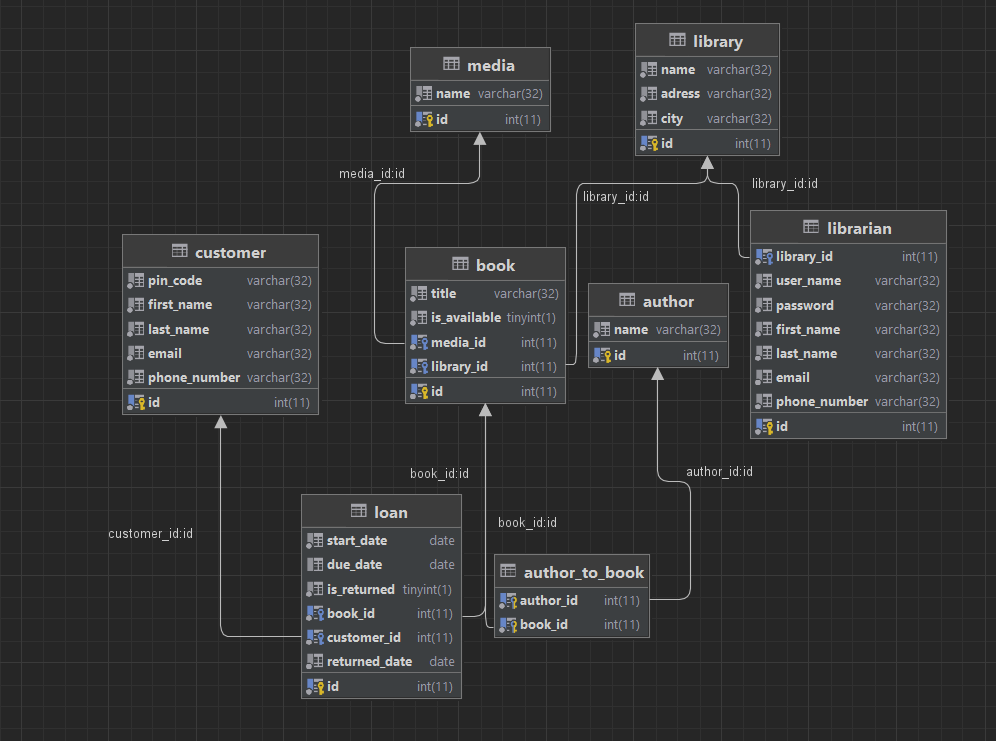 library
name varchar(32)
adress varchar(32)
city varchar(32)
id int(11)
media
name varchar(32)
id int(11)
media_id:id
library_id:id
library_id:id
customer
pin_code varchar(32)
first_name varchar(32)
last_name varchar(32)
email varchar(32)
phone_number varchar(32)
id int(11)
book
title varchar(32)
is_available tinyint(1)
media_id int(11)
library_id int(11)
id int(11)
author
name varchar(32)
id int(11)
librarian
library_id int(11)
user_name varchar(32)
password varchar(32)
first_name varchar(32)
last_name varchar(32)
email varchar(32)
phone_number varchar(32)
id int(11)
customer_id:id
book_id:id
book_id:id
author_id:id
loan
start_date date
due_date date
is_returned tinyint(1)
book_id int(11)
customer_id int(11)
returned_date date
id int(11)
author_to_book
author_id int(11)
book_id int(11)